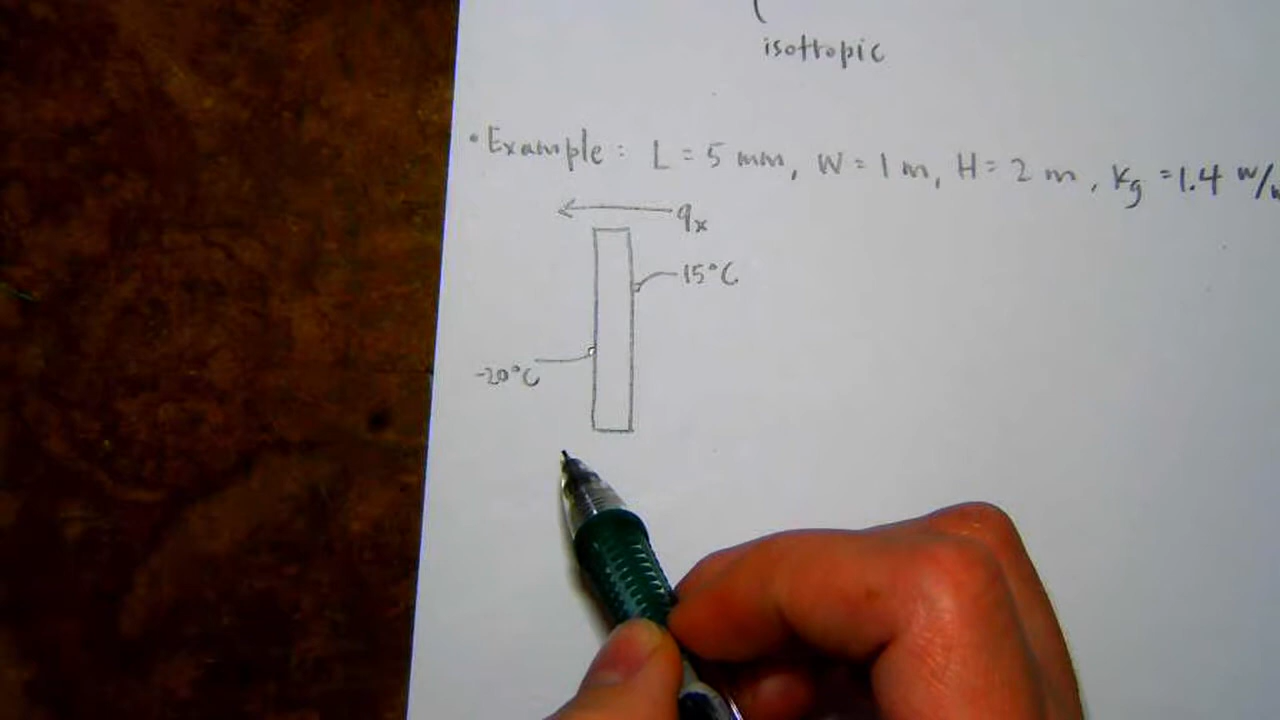 isotropic
• Example: L = 5 mm, W = 1 m, H = 2 m, Kg = 1.4 W/
qx
15°C
-20°C